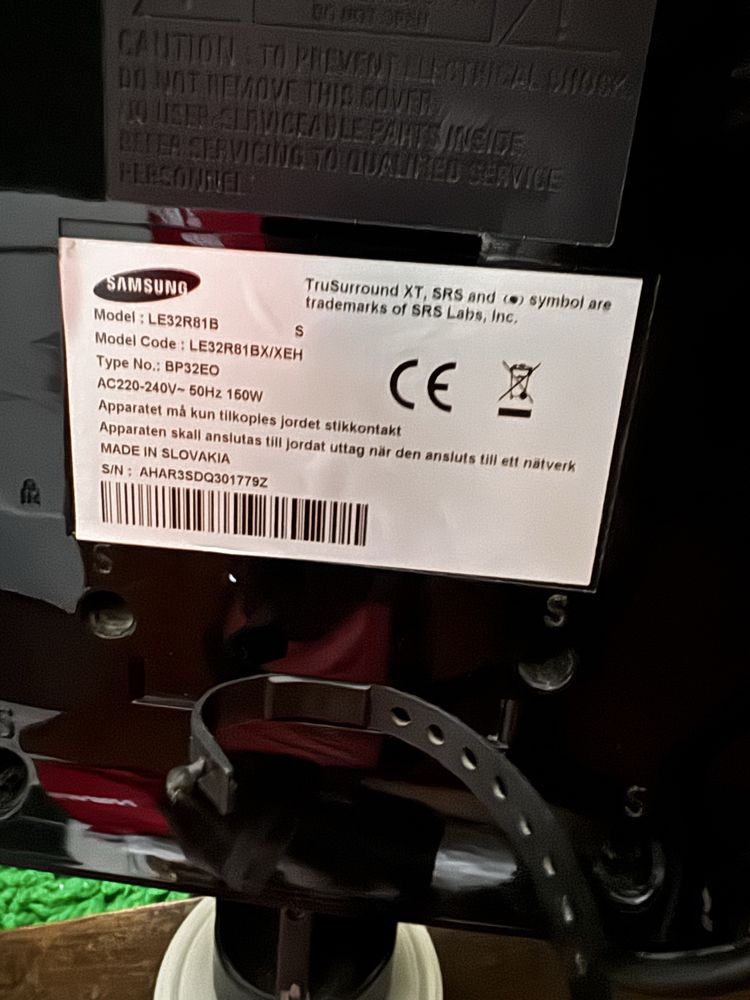 DO NOT OPEN
CAUTION : TO PREVENT ELECTRICAL SHOCK,
DO NOT REMOVE THIS COVER.
NO USER-SERVICEABLE PARTS INSIDE.
REFER SERVICING TO QUALIFIED SERVICE
PERSONNEL.
SAMSUNG
TruSurround XT, SRS and (●) symbol are
trademarks of SRS Labs, Inc.
Model : LE32R81B
S
Model Code : LE32R81BX/XEH
Type No.: BP32EO
AC220-240V~ 50Hz 150W
CE
Apparatet må kun tilkoples jordet stikkontakt
Apparaten skall anslutas till jordat uttag när den ansluts till ett nätverk
MADE IN SLOVAKIA
S/N : AHAR3SDQ301779Z
S
S
S
S